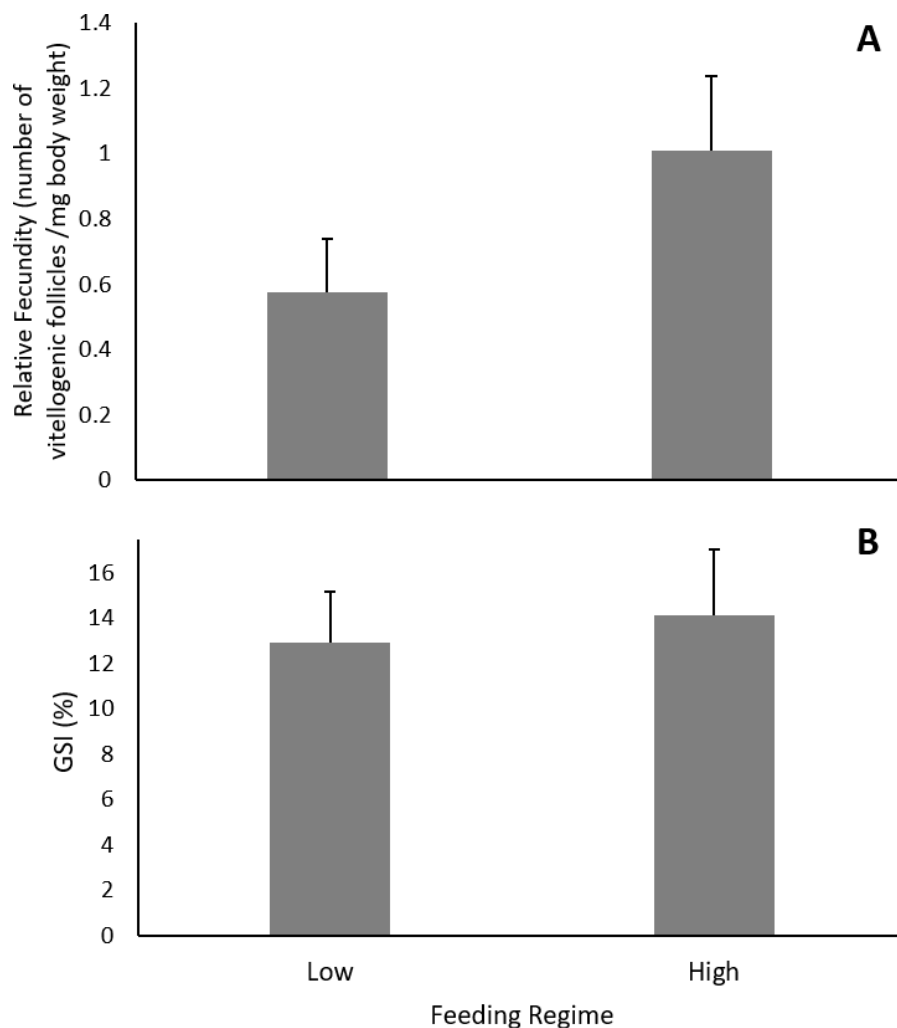 A
Relative Fecundity (number of
vitellogenic follicles /mg body weight)
1.4
1.2
1
0.8
0.6
0.4
0.2
0
B
GSI (%)
16
14
12
10
8
6
4
2
0
Low High
Feeding Regime